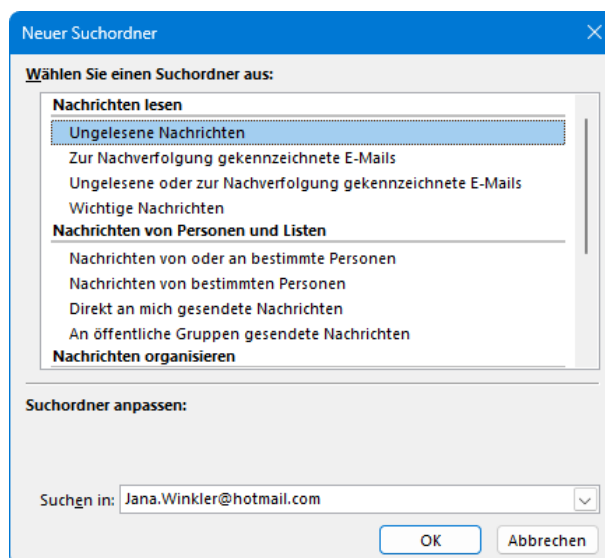 Neuer Suchordner
Wählen Sie einen Suchordner aus:
Nachrichten lesen
Ungelesene Nachrichten
Zur Nachverfolgung gekennzeichnete E-Mails
Ungelesene oder zur Nachverfolgung gekennzeichnete E-Mails
Wichtige Nachrichten
Nachrichten von Personen und Listen
Nachrichten von oder an bestimmte Personen
Nachrichten von bestimmten Personen
Direkt an mich gesendete Nachrichten
An öffentliche Gruppen gesendete Nachrichten
Nachrichten organisieren
Suchordner anpassen:
Suchen in: Jana.Winkler@hotmail.com
OK Abbrechen